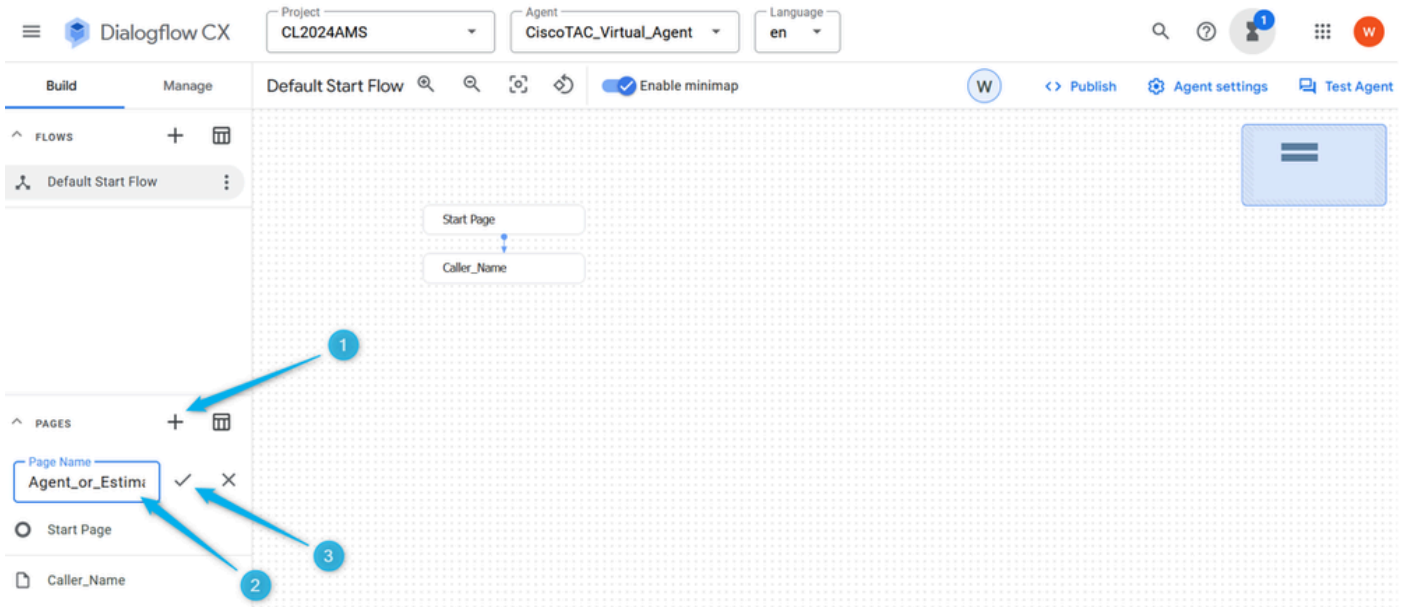 Project
Agent
Language
Dialogflow CX
CL2024AMS
CiscoTAC_Virtual_Agent
en
1
W
Build
Manage
Default Start Flow
Enable minimap
W
<> Publish
Agent settings
Test Agent
FLOWS
Default Start Flow
Start Page
Caller_Name
1
PAGES
Page Name
Agent_or_Estima
Start Page
3
Caller_Name
2